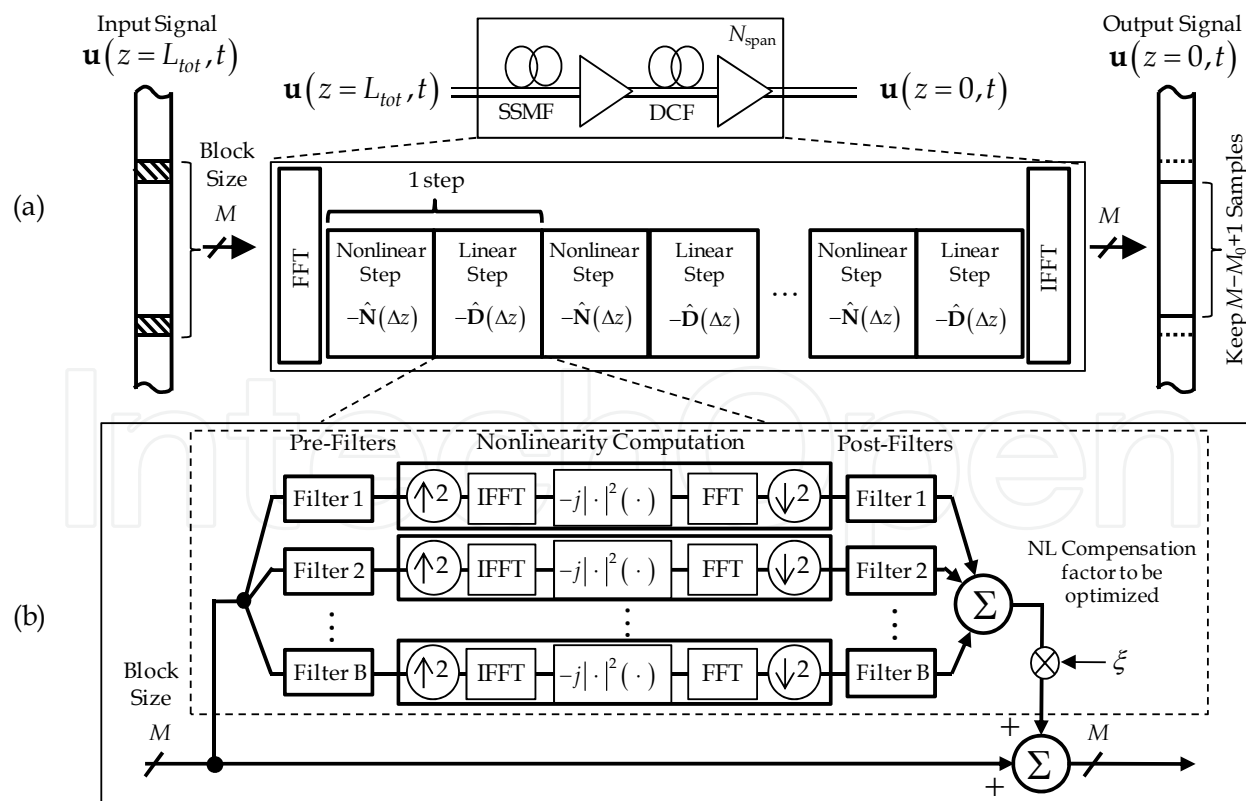 Input Signal
u(z = L_tot, t)
N_span
u(z = L_tot, t)
SSMF
DCF
u(z = 0, t)
Output Signal
u(z = 0, t)
(a)
Block
Size
M
1 step
FFT
Nonlinear
Step
−N̂(Δz)
Linear
Step
−D̂(Δz)
Nonlinear
Step
−N̂(Δz)
Linear
Step
−D̂(Δz)
...
Nonlinear
Step
−N̂(Δz)
Linear
Step
−D̂(Δz)
IFFT
M
Keep M−M₀+1 Samples
IntechOpen
(b)
Pre-Filters
Nonlinearity Computation
Post-Filters
Filter 1
↑2
IFFT
−j|·|²(·)
FFT
↓2
Filter 1
Filter 2
↑2
IFFT
−j|·|²(·)
FFT
↓2
Filter 2
⋮
⋮
⋮
Filter B
↑2
IFFT
−j|·|²(·)
FFT
↓2
Filter B
Σ
NL Compensation
factor to be
optimized
⊗
ξ
Block
Size
M
+
+
Σ
M